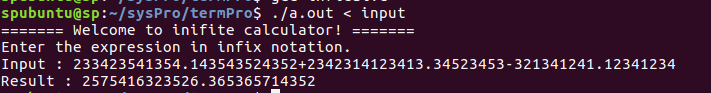 spubuntu@sp:~/sysPro/termPro$ ./a.out < input
======= Welcome to inifite calculator! =======
Enter the expression in infix notation.
Input : 233423541354.143543524352+2342314123413.34523453-321341241.12341234
Result : 2575416323526.365365714352